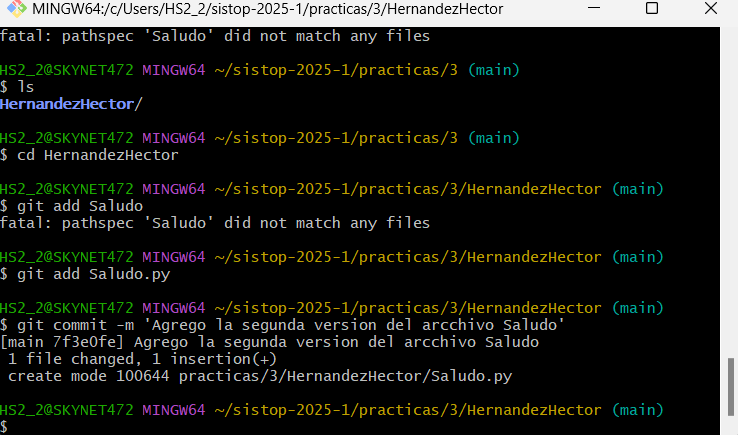 MINGW64:/c/Users/HS2_2/sistop-2025-1/practicas/3/HernandezHector
fatal: pathspec 'Saludo' did not match any files
HS2_2@SKYNET472 MINGW64 ~/sistop-2025-1/practicas/3 (main)
$ ls
HernandezHector/
HS2_2@SKYNET472 MINGW64 ~/sistop-2025-1/practicas/3 (main)
$ cd HernandezHector
HS2_2@SKYNET472 MINGW64 ~/sistop-2025-1/practicas/3/HernandezHector (main)
$ git add Saludo
fatal: pathspec 'Saludo' did not match any files
HS2_2@SKYNET472 MINGW64 ~/sistop-2025-1/practicas/3/HernandezHector (main)
$ git add Saludo.py
HS2_2@SKYNET472 MINGW64 ~/sistop-2025-1/practicas/3/HernandezHector (main)
$ git commit -m 'Agrego la segunda version del arcchivo Saludo'
[main 7f3e0fe] Agrego la segunda version del arcchivo Saludo
 1 file changed, 1 insertion(+)
 create mode 100644 practicas/3/HernandezHector/Saludo.py
HS2_2@SKYNET472 MINGW64 ~/sistop-2025-1/practicas/3/HernandezHector (main)
$